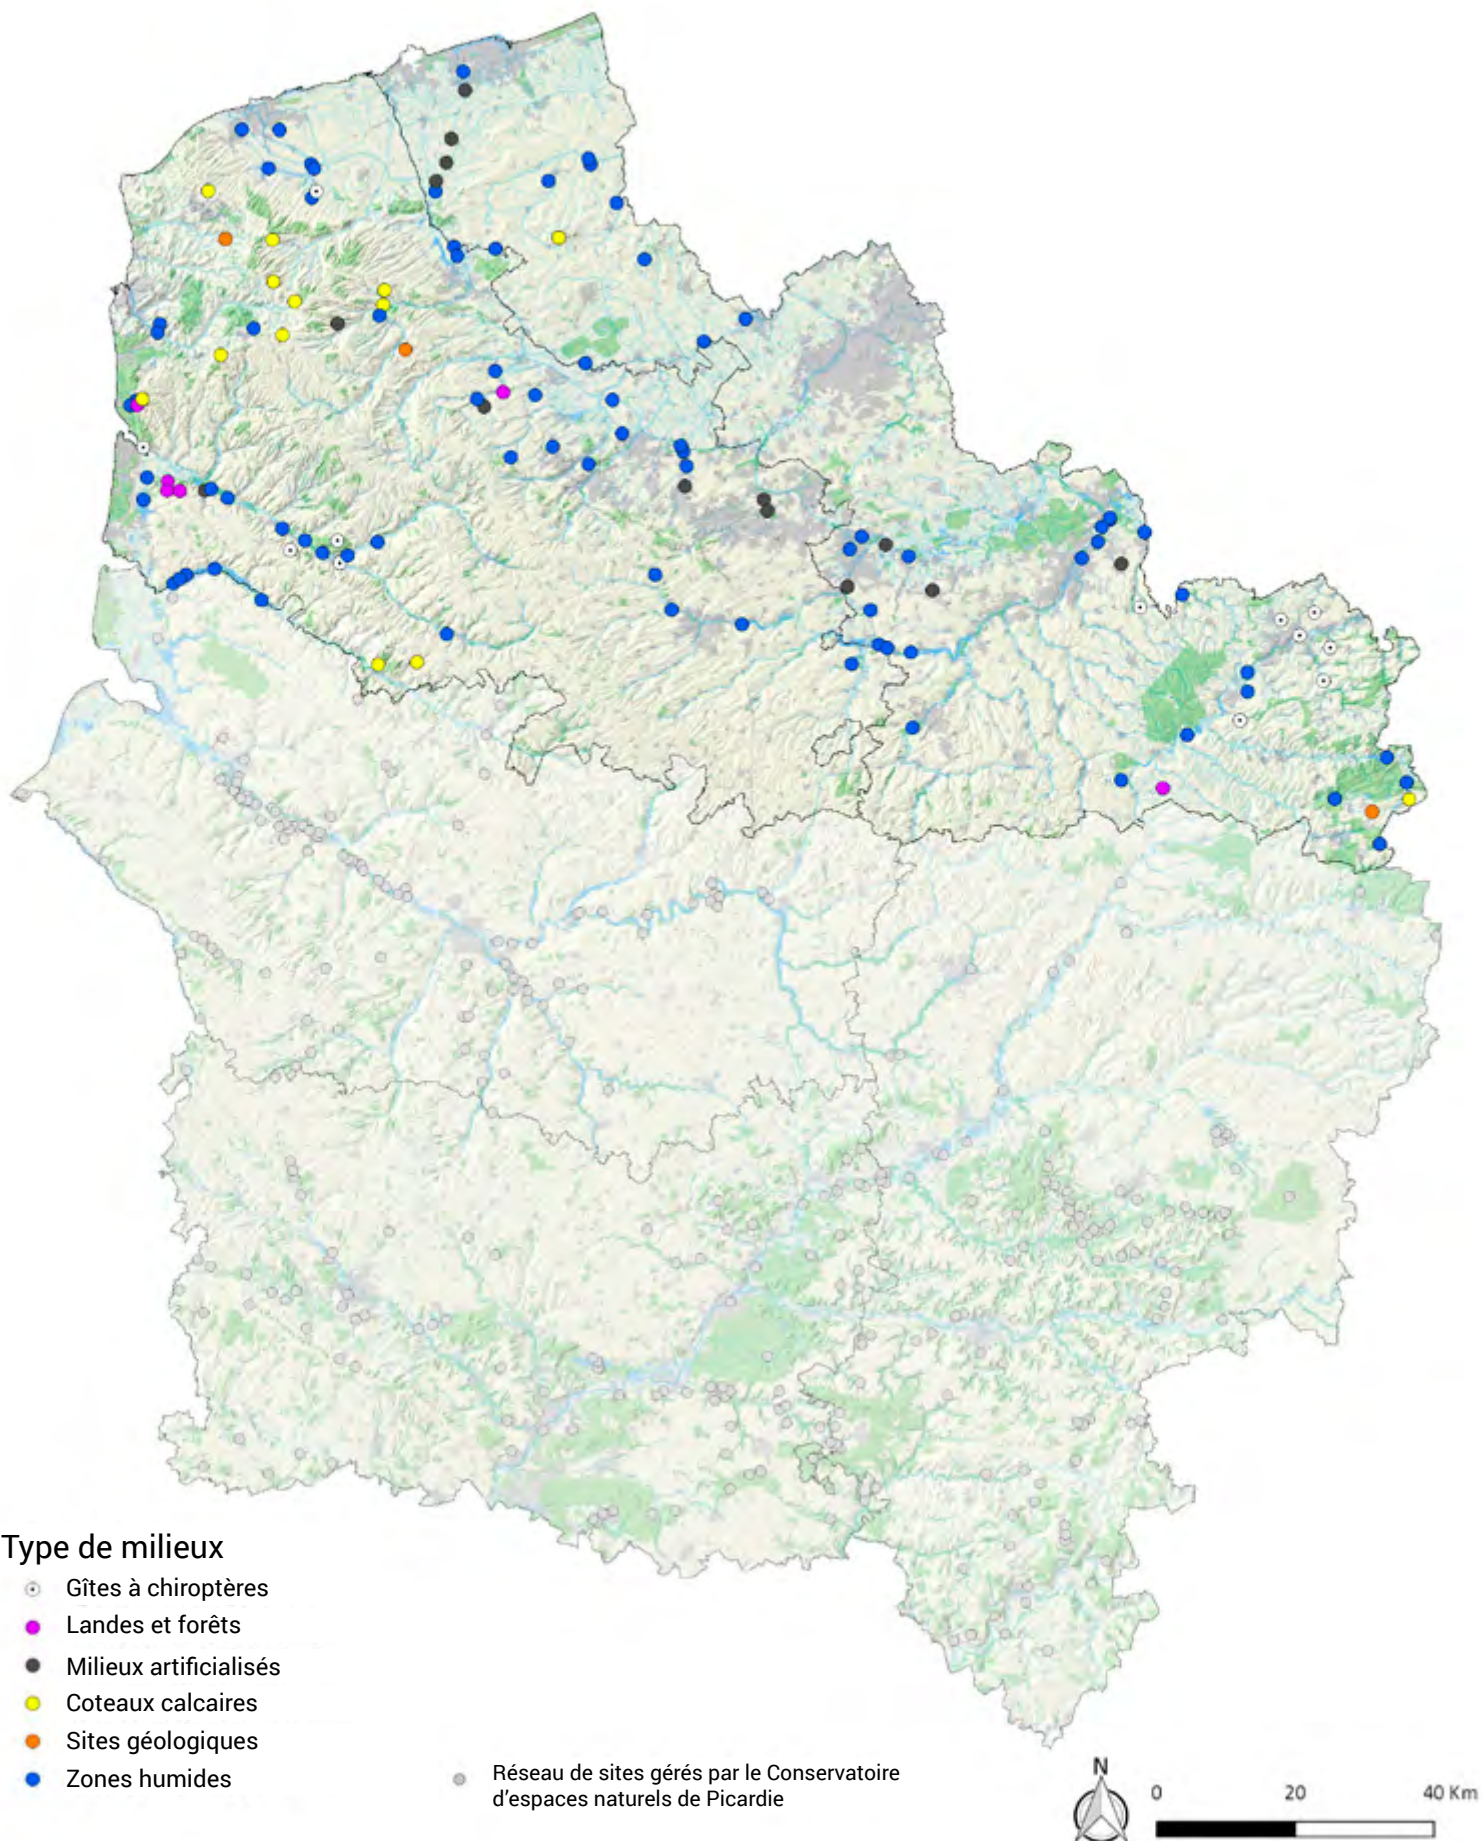 Type de milieux
Gîtes à chiroptères
Landes et forêts
Milieux artificialisés
Coteaux calcaires
Sites géologiques
Zones humides
Réseau de sites gérés par le Conservatoire
d'espaces naturels de Picardie
N
0 20 40 Km